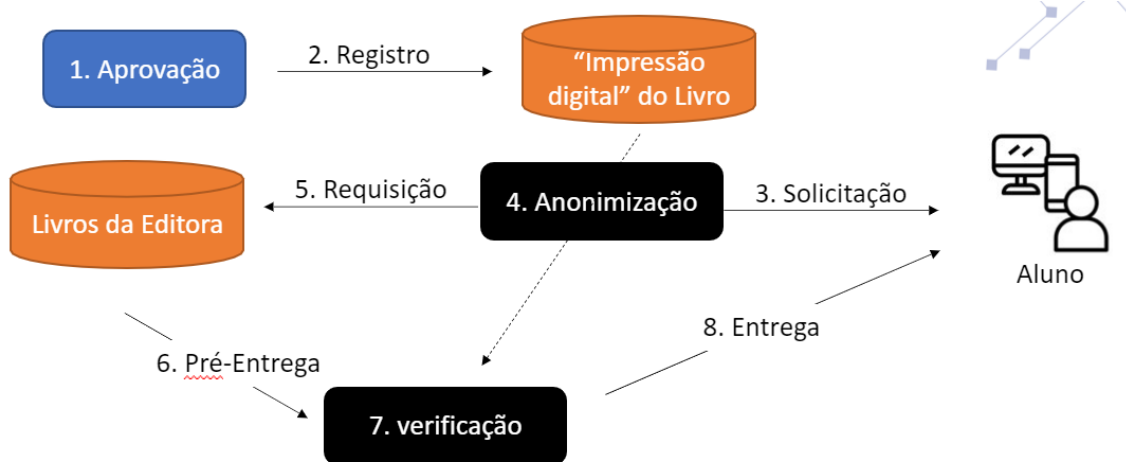 1. Aprovação
2. Registro
“Impressão
digital” do Livro
Livros da Editora
5. Requisição
4. Anonimização
3. Solicitação
Aluno
6. Pré-Entrega
8. Entrega
7. verificação